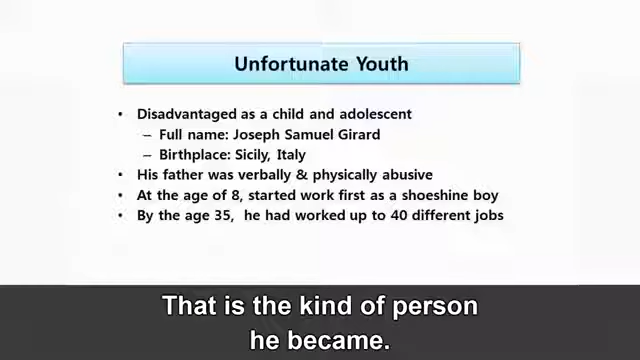 Unfortunate Youth
• Disadvantaged as a child and adolescent
– Full name: Joseph Samuel Girard
– Birthplace: Sicily, Italy
• His father was verbally & physically abusive
• At the age of 8, started work first as a shoeshine boy
• By the age 35, he had worked up to 40 different jobs
That is the kind of person
he became.